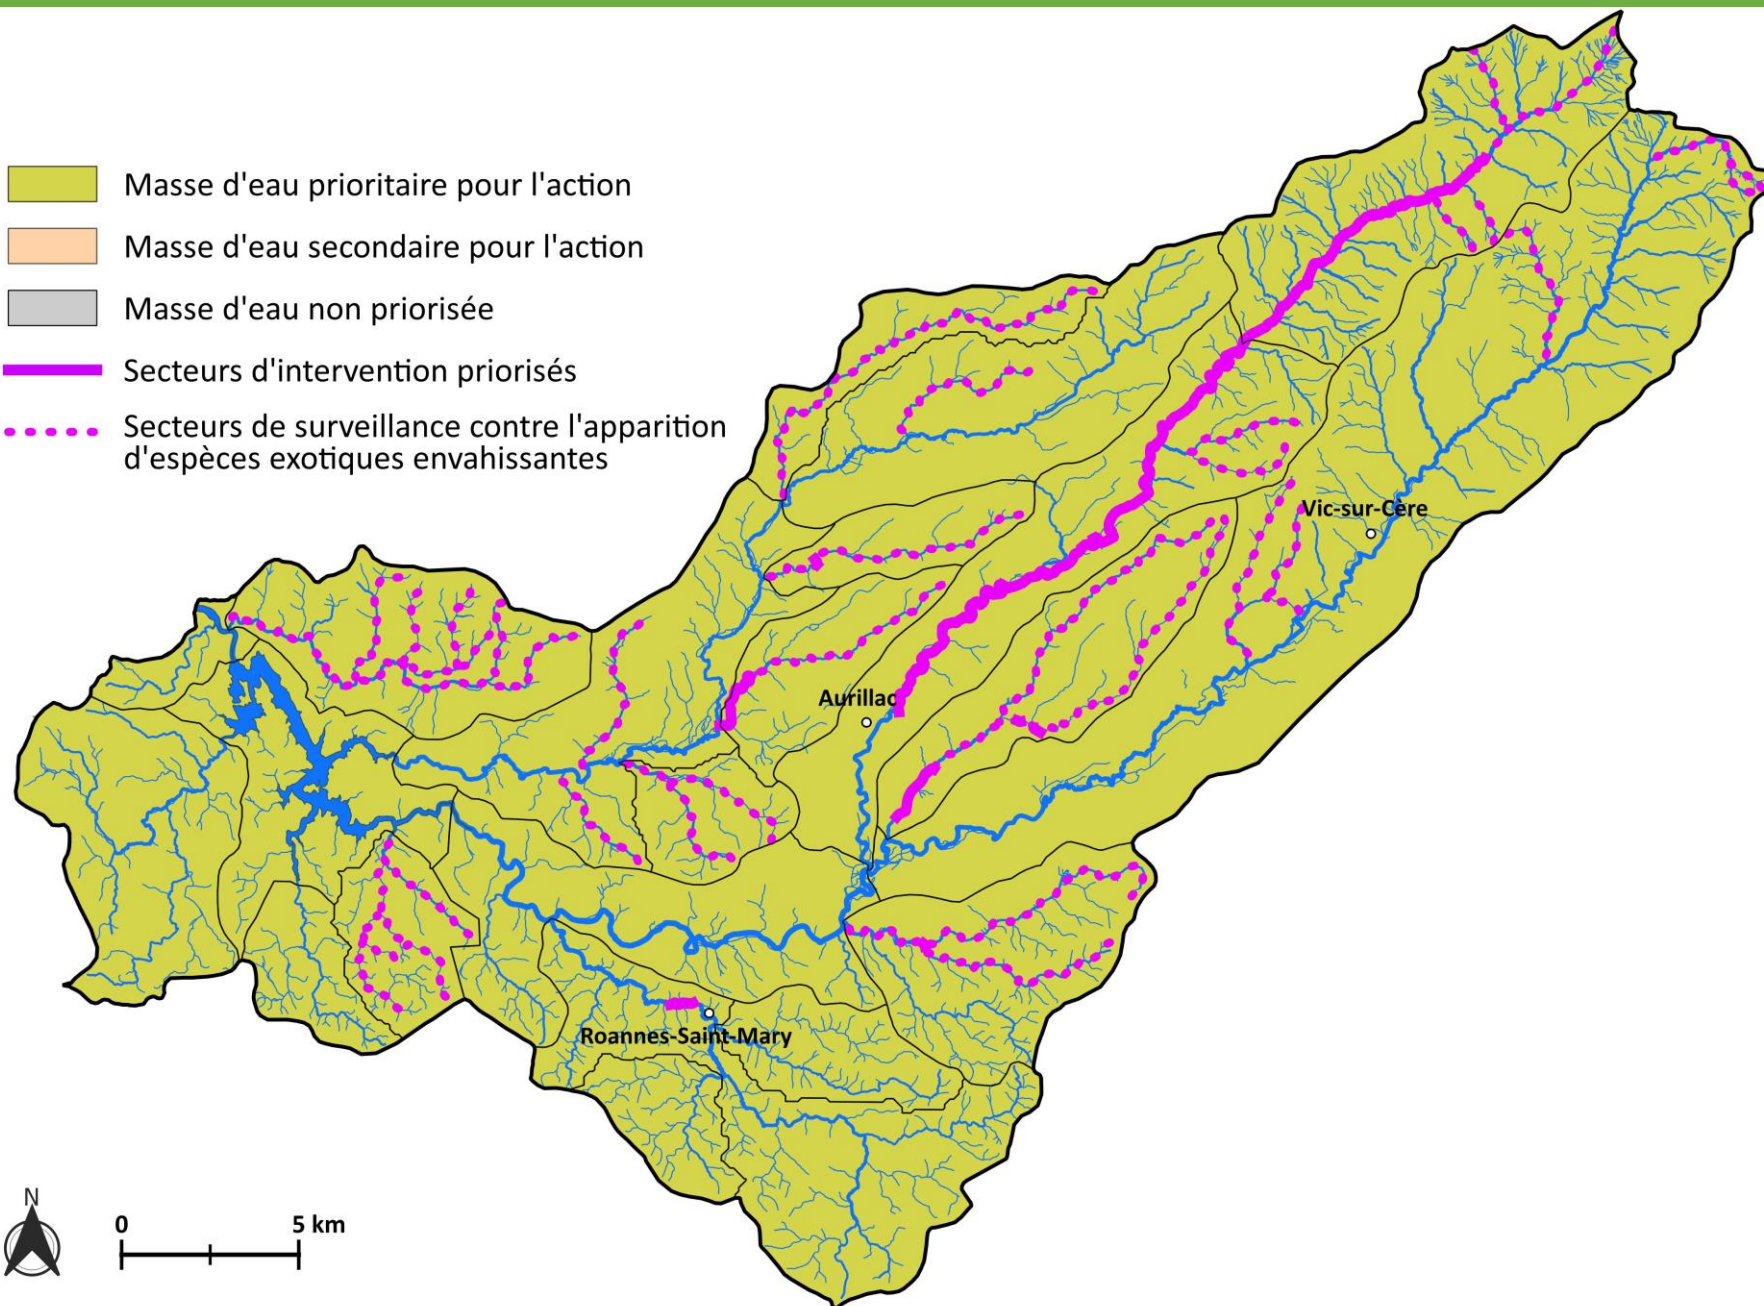 Masse d'eau prioritaire pour l'action
Masse d'eau secondaire pour l'action
Masse d'eau non priorisée
Secteurs d'intervention priorisés
Secteurs de surveillance contre l'apparition
d'espèces exotiques envahissantes
Vic-sur-Cère
Aurillac
Roannes-Saint-Mary
N
0 5 km